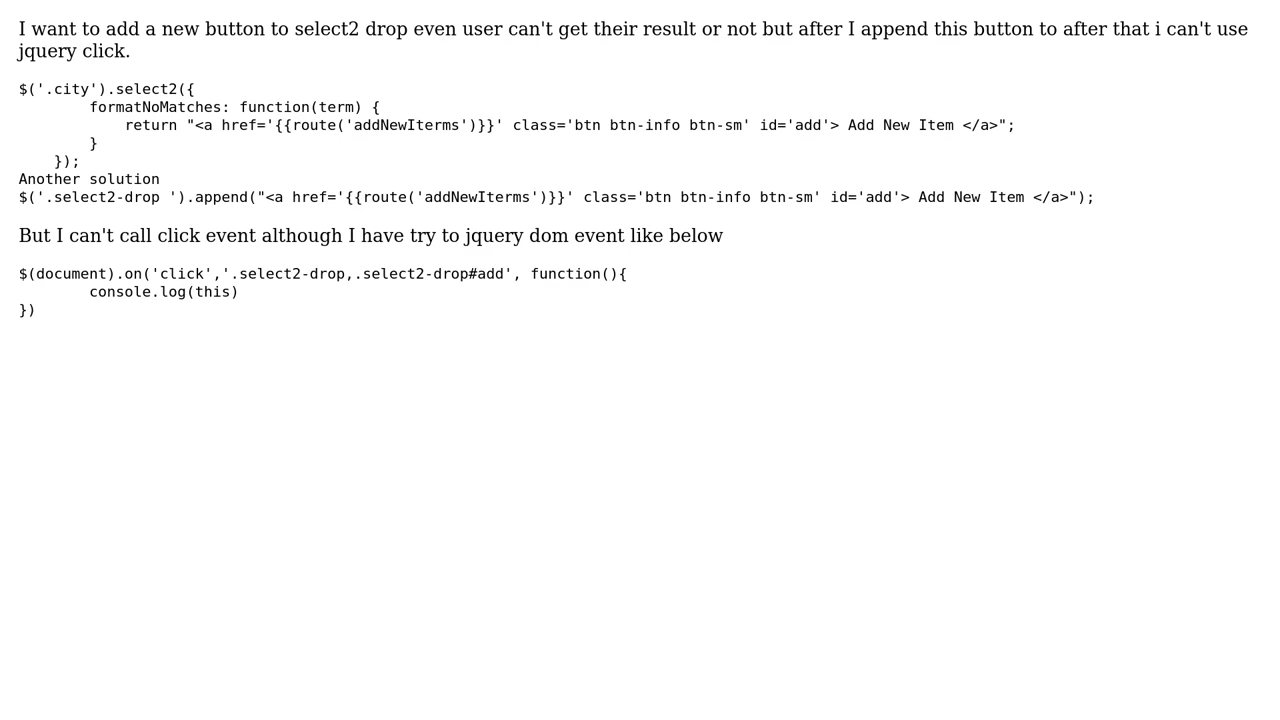 I want to add a new button to select2 drop even user can't get their result or not but after I append this button to after that i can't use
jquery click.
$('.city').select2({
        formatNoMatches: function(term) {
            return "<a href='{{route('addNewIterms')}}' class='btn btn-info btn-sm' id='add'> Add New Item </a>";
        }
    });
Another solution
$('.select2-drop ').append("<a href='{{route('addNewIterms')}}' class='btn btn-info btn-sm' id='add'> Add New Item </a>");
But I can't call click event although I have try to jquery dom event like below
$(document).on('click','.select2-drop,.select2-drop#add', function(){
        console.log(this)
})